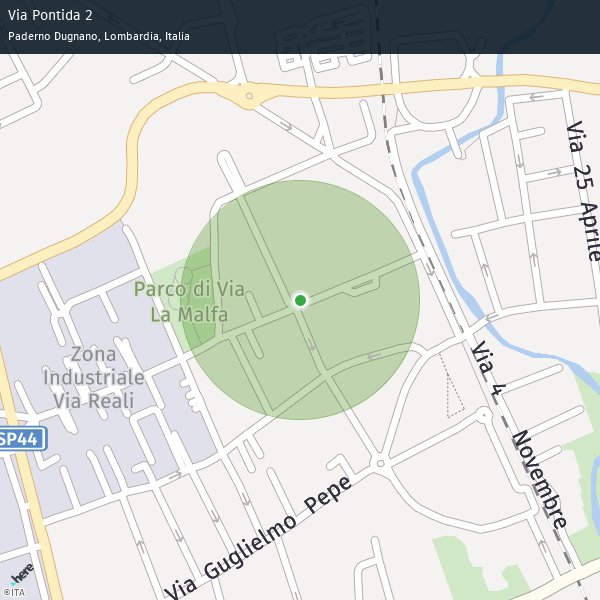 Via Pontida 2
Paderno Dugnano, Lombardia, Italia
Via 25 Aprile
Parco di Via
La Malfa
Zona
Industriale
Via Reali
Via 4 Novembre
SP44
Via Guglielmo Pepe
here
©ITA